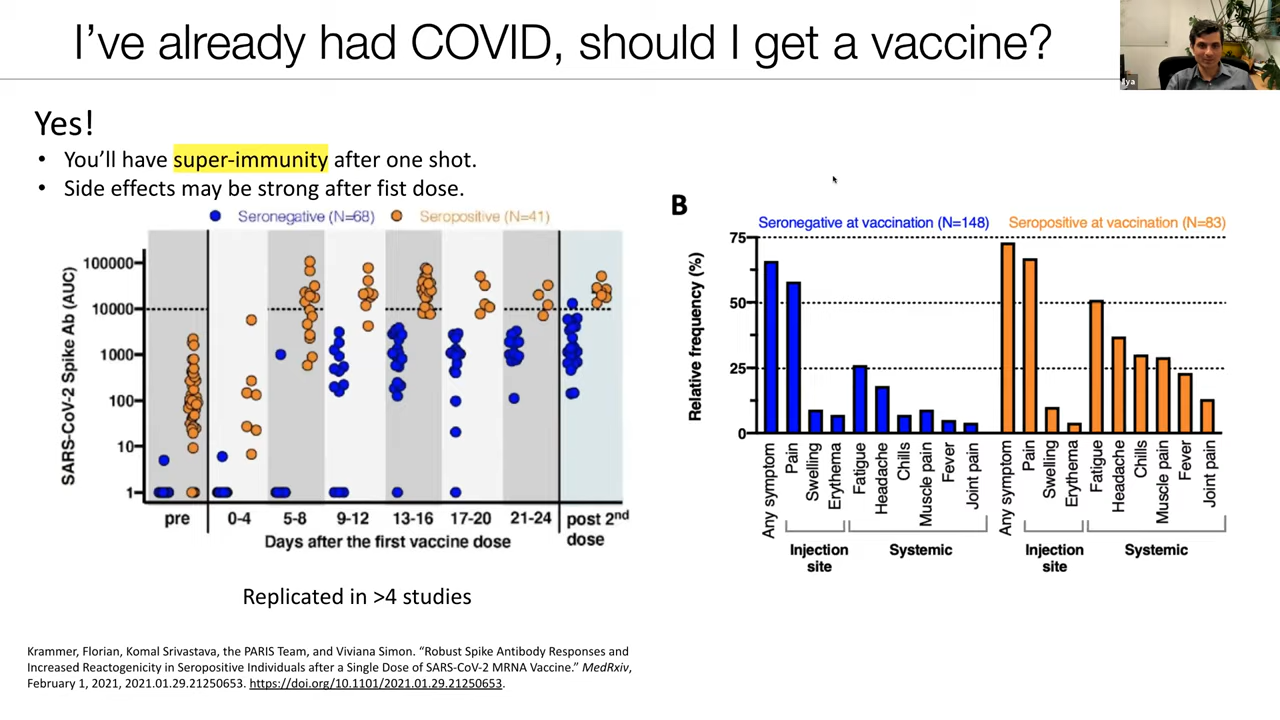 I've already had COVID, should I get a vaccine?
Ilya
Yes!
• You'll have super-immunity after one shot.
• Side effects may be strong after fist dose.
Seronegative (N=68) Seropositive (N=41)
SARS-CoV-2 Spike Ab (AUC)
100000
10000
1000
100
10
1
pre 0-4 5-8 9-12 13-16 17-20 21-24 post 2nd dose
Days after the first vaccine dose
Replicated in >4 studies
B
Seronegative at vaccination (N=148) Seropositive at vaccination (N=83)
Relative frequency (%)
75
50
25
0
Any symptom Pain Swelling Erythema Fatigue Headache Chills Muscle pain Fever Joint pain Any symptom Pain Swelling Erythema Fatigue Headache Chills Muscle pain Fever Joint pain
Injection site Systemic Injection site Systemic
Krammer, Florian, Komal Srivastava, the PARIS Team, and Viviana Simon. “Robust Spike Antibody Responses and
Increased Reactogenicity in Seropositive Individuals after a Single Dose of SARS-CoV-2 MRNA Vaccine.” MedRxiv,
February 1, 2021, 2021.01.29.21250653. https://doi.org/10.1101/2021.01.29.21250653.